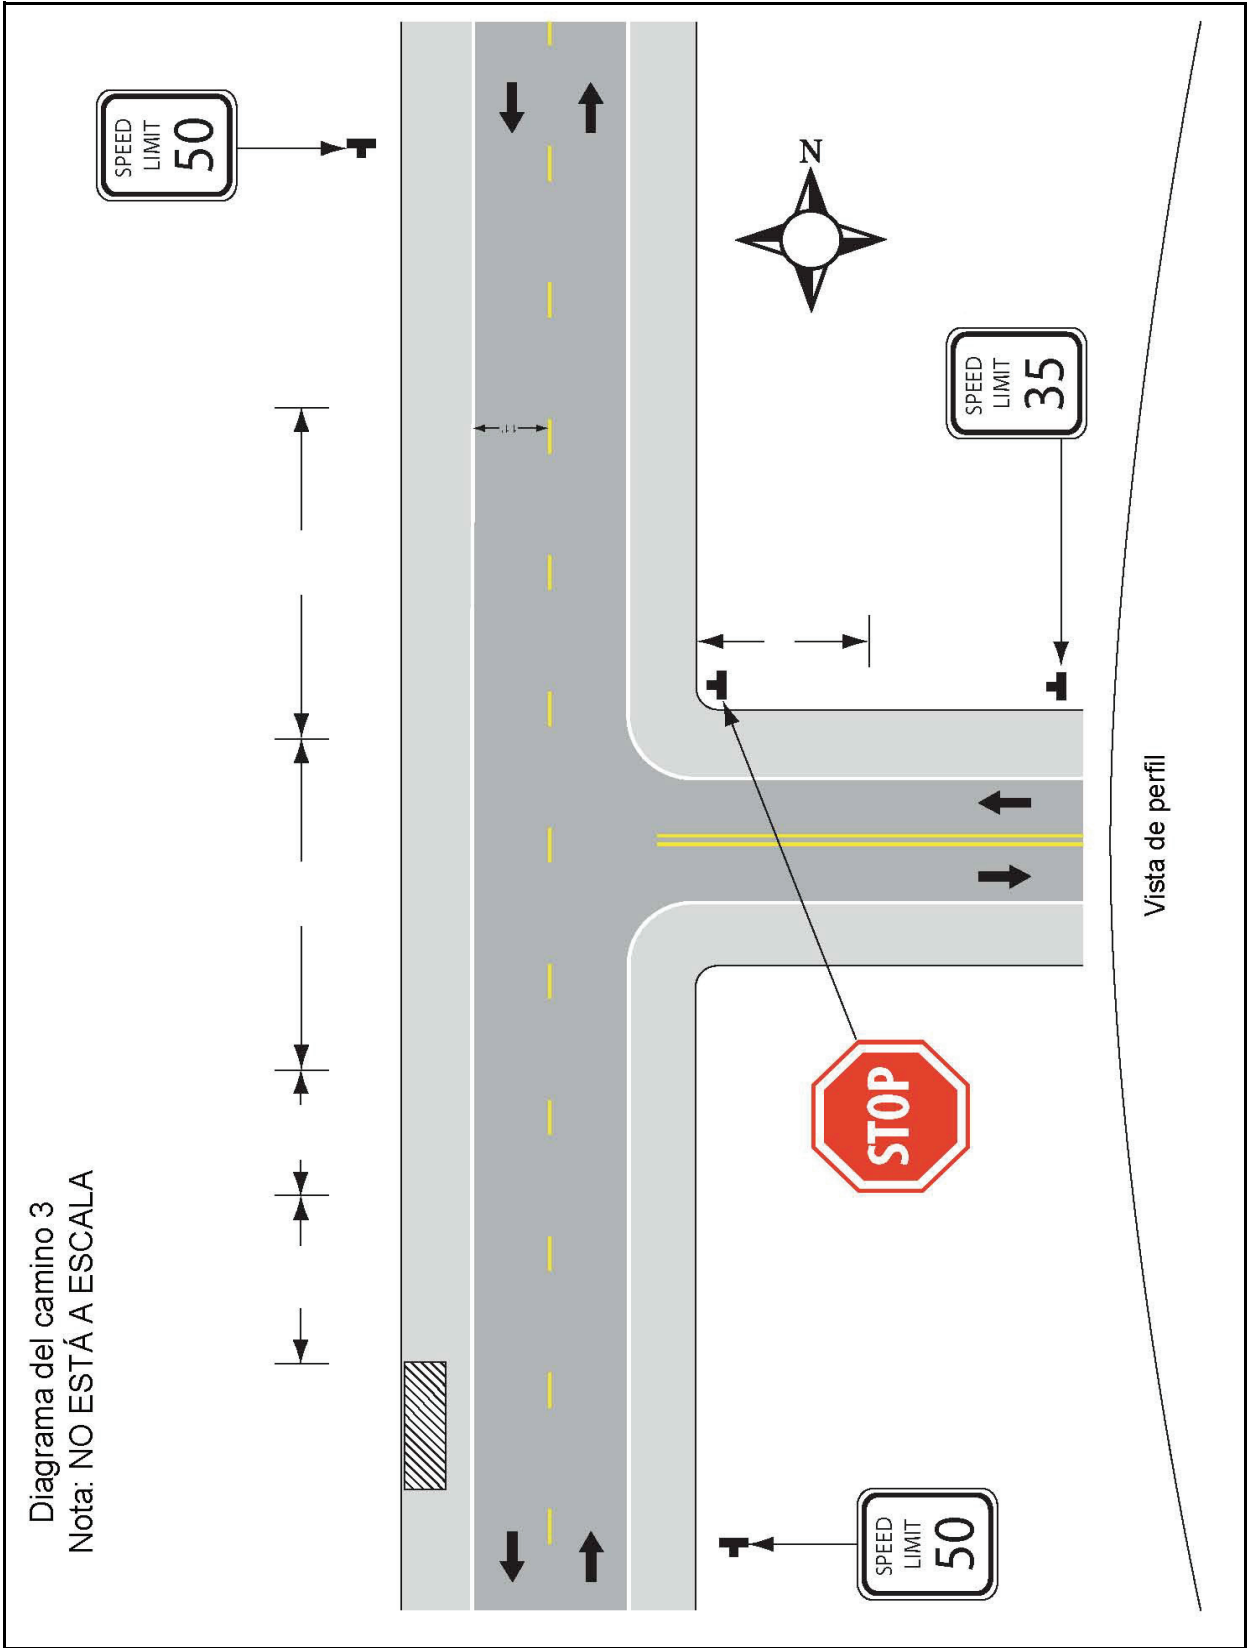 Diagrama del camino 3
Nota: NO ESTÁ A ESCALA
SPEED
LIMIT
50
N
SPEED
LIMIT
35
11'
STOP
SPEED
LIMIT
50
Vista de perfil